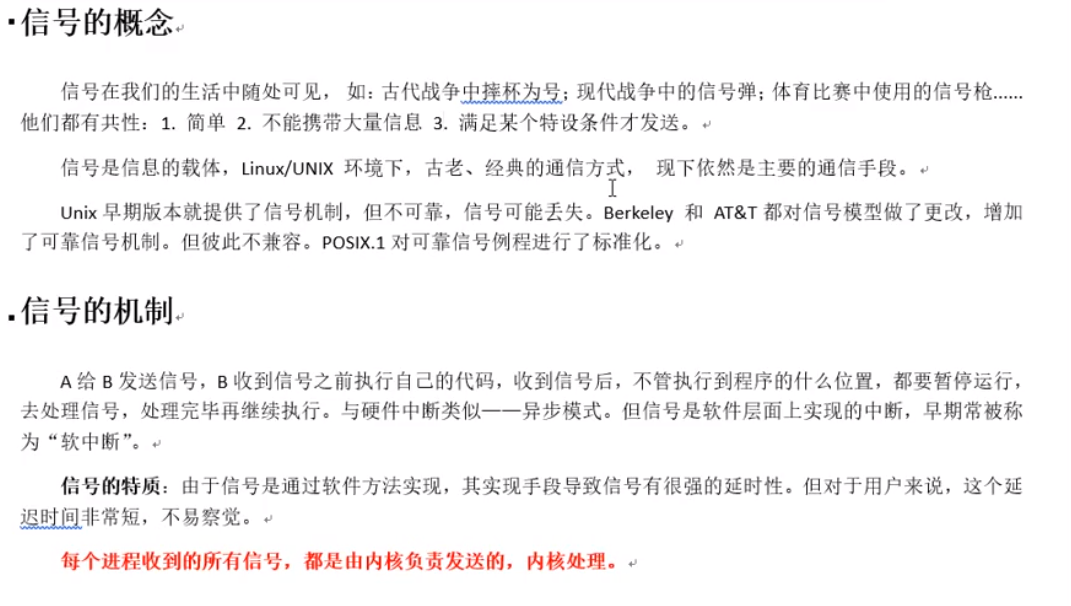 信号的概念
信号在我们的生活中随处可见， 如：古代战争中摔杯为号；现代战争中的信号弹；体育比赛中使用的信号枪......
他们都有共性：1. 简单 2. 不能携带大量信息 3. 满足某个特设条件才发送。
信号是信息的载体，Linux/UNIX 环境下，古老、经典的通信方式， 现下依然是主要的通信手段。
Unix 早期版本就提供了信号机制，但不可靠，信号可能丢失。Berkeley 和 AT&T 都对信号模型做了更改，增加
了可靠信号机制。但彼此不兼容。POSIX.1 对可靠信号例程进行了标准化。
信号的机制
A 给 B 发送信号，B 收到信号之前执行自己的代码，收到信号后，不管执行到程序的什么位置，都要暂停运行，
去处理信号，处理完毕再继续执行。与硬件中断类似——异步模式。但信号是软件层面上实现的中断，早期常被称
为“软中断”。
信号的特质：由于信号是通过软件方法实现，其实现手段导致信号有很强的延时性。但对于用户来说，这个延
迟时间非常短，不易察觉。
每个进程收到的所有信号，都是由内核负责发送的，内核处理。